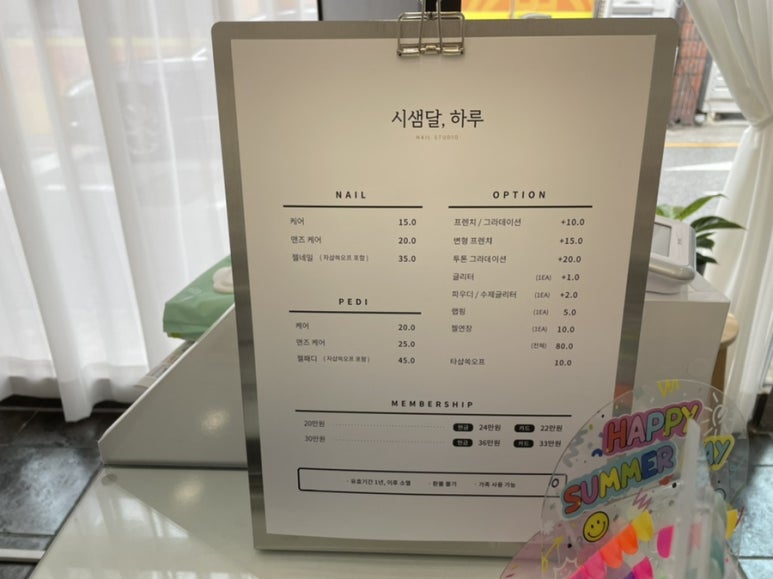 시샘달, 하루
NAIL STUDIO
NAIL
케어 15.0
맨즈 케어 20.0
젤네일 ( 자샵쏙오프 포함 ) 35.0
PEDI
케어 20.0
맨즈 케어 25.0
젤패디 ( 자샵쏙오프 포함 ) 45.0
OPTION
프렌치 / 그라데이션 +10.0
변형 프렌치 +15.0
투톤 그라데이션 +20.0
글리터 (1EA) +1.0
파우더 / 수제글리터 (1EA) +2.0
랩핑 (1EA) 5.0
젤연장 (1EA) 10.0
(전체) 80.0
타샵쏙오프 10.0
MEMBERSHIP
20만원 현금 24만원 카드 22만원
30만원 현금 36만원 카드 33만원
· 유효기간 1년, 이후 소멸 · 환불 불가 · 가족 사용 가능
HAPPY
SUMMER